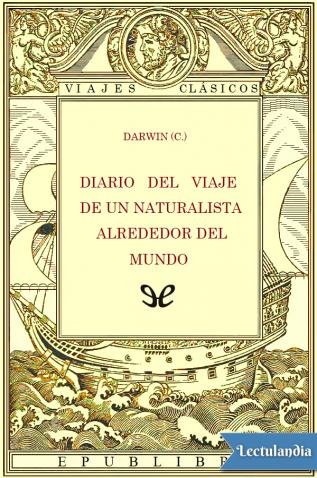 VIAJES CLÁSICOS
DARWIN (C.)
DIARIO DEL VIAJE
DE UN NATURALISTA
ALREDEDOR DEL
MUNDO
Lectulandia
EPUBLIBRE